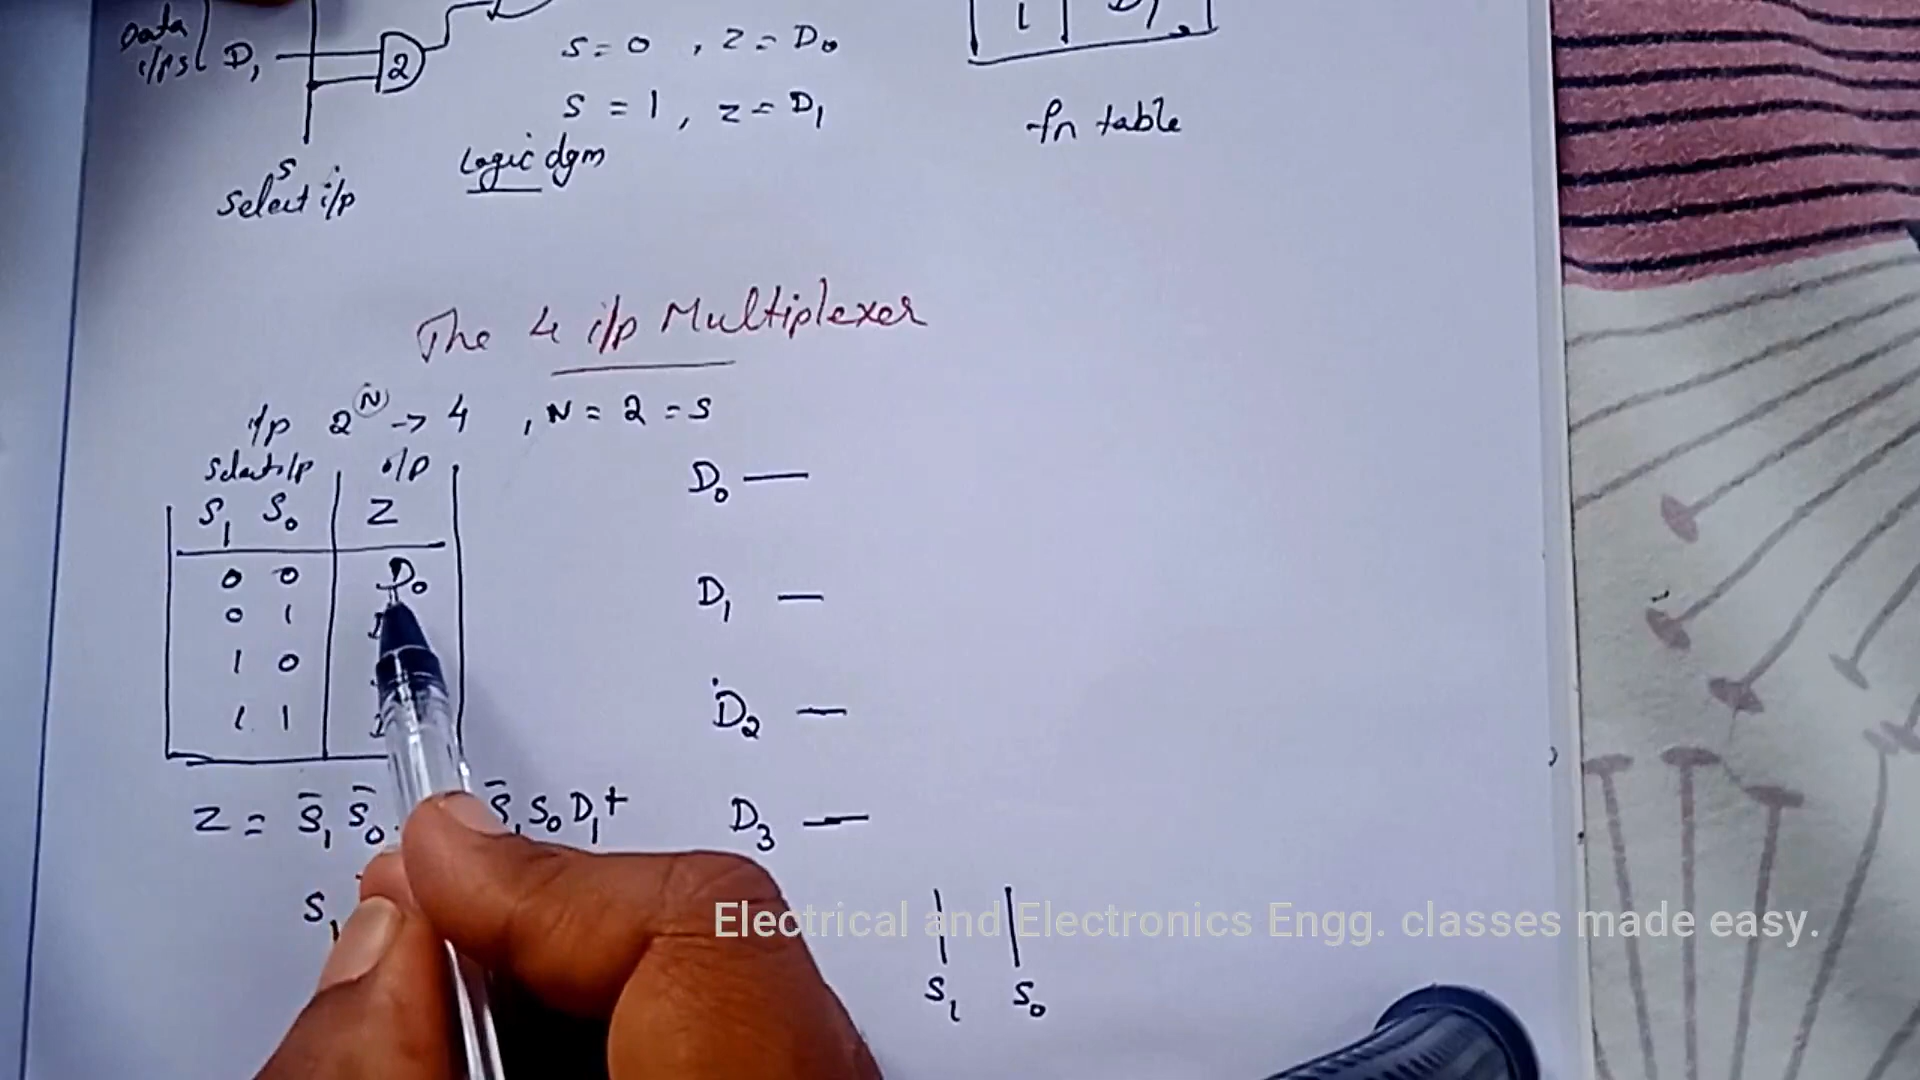 Data
i/ps D1 2
S = 0 , Z = D0
S = 1 , Z = D1
1
fn table
S
Select i/p
Logic dgm
The 4 i/p Multiplexer
i/p 2^N -> 4 , N = 2 = S
Select i/p o/p
S1 S0 Z
0 0 D0
0 1
1 0
1 1
D0
D1
D2
D3
Z = S̄1 S̄0 S̄1 S0 D1 +
S1
S1 S0
Electrical and Electronics Engg. classes made easy.